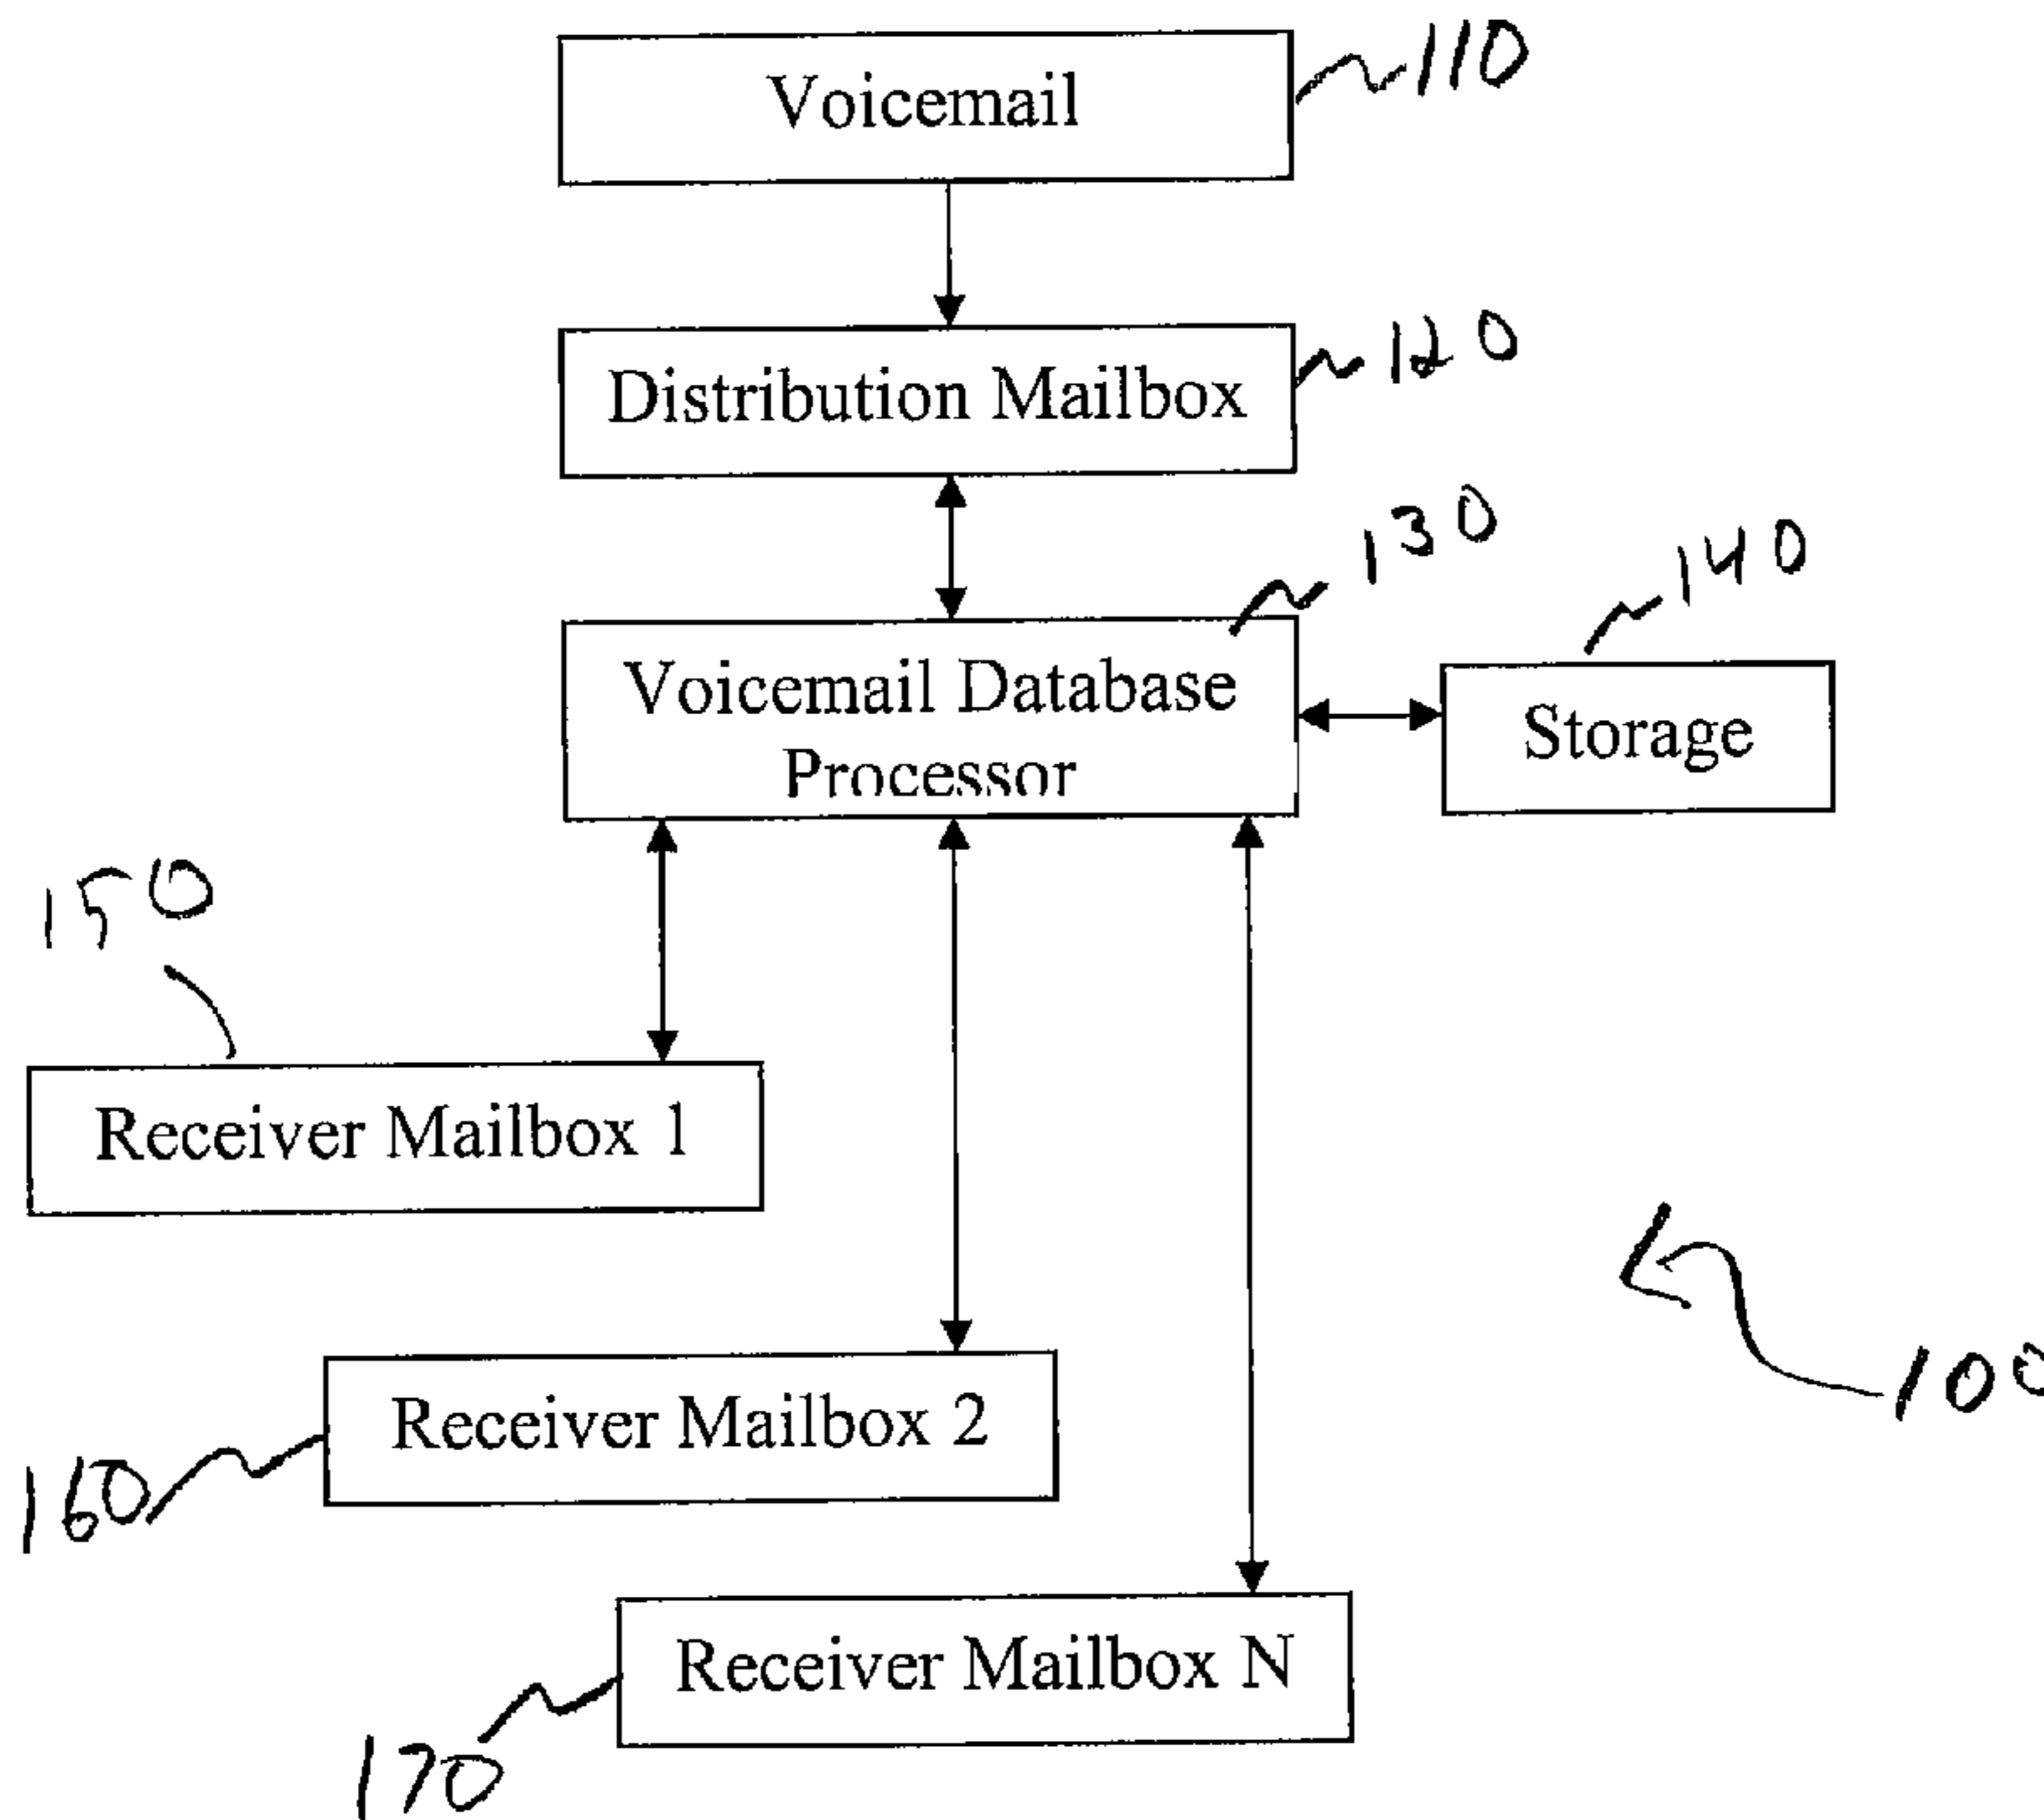 Voicemail
110
Distribution Mailbox
120
130
140
Voicemail Database
Processor
Storage
150
Receiver Mailbox 1
100
Receiver Mailbox 2
160
Receiver Mailbox N
170